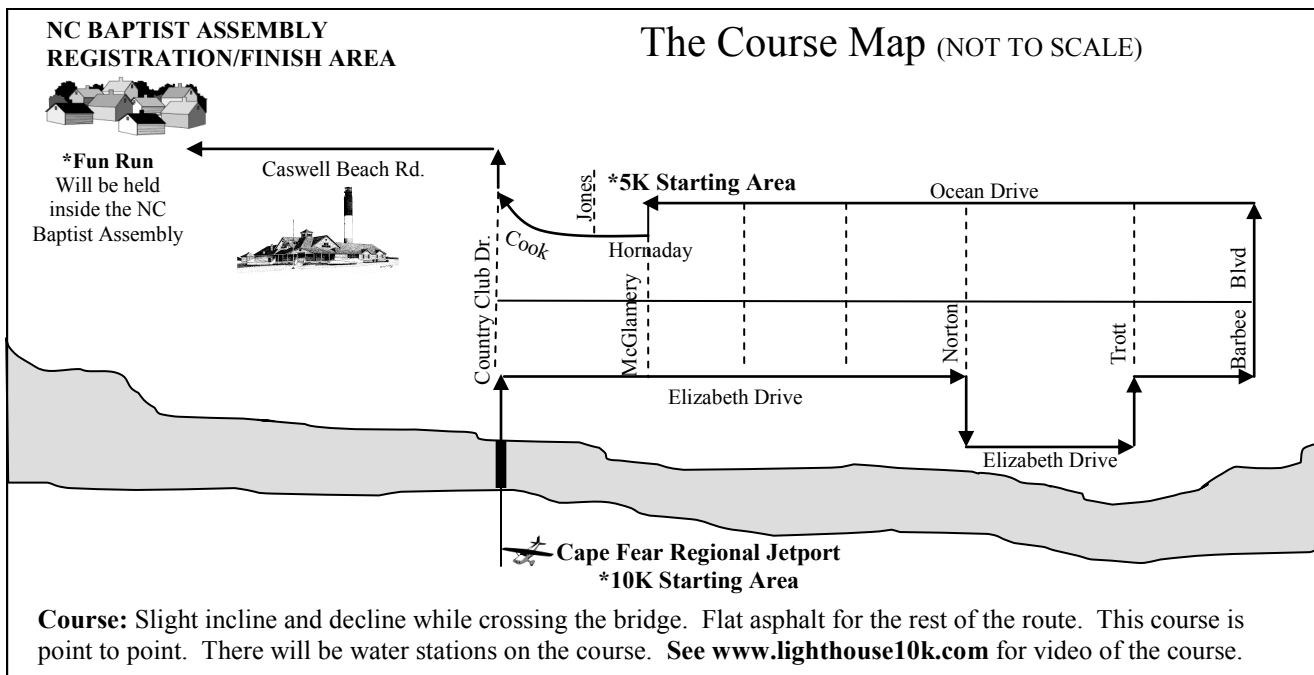 NC BAPTIST ASSEMBLY
REGISTRATION/FINISH AREA
The Course Map (NOT TO SCALE)
*Fun Run
Will be held
inside the NC
Baptist Assembly
Caswell Beach Rd.
Jones
*5K Starting Area
Ocean Drive
Cook
Hornaday
Country Club Dr.
McGlamery
Norton
Trott
Barbee Blvd
Elizabeth Drive
Elizabeth Drive
Cape Fear Regional Jetport
*10K Starting Area
Course: Slight incline and decline while crossing the bridge. Flat asphalt for the rest of the route. This course is
point to point. There will be water stations on the course. See www.lighthouse10k.com for video of the course.